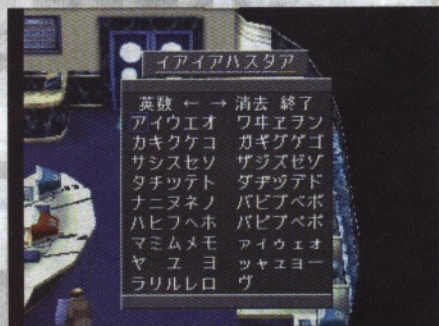 イアイアハスタア
英数 ← → 消去 終了
アイウエオ ワヰヱヲン
カキクケコ ガギグゲゴ
サシスセソ ザジズゼゾ
タチツテト ダヂヅデド
ナニヌネノ バビブベボ
ハヒフヘホ パピプペポ
マミムメモ ァィゥェォ
ヤ ユ ヨ ッャュョー
ラリルレロ ヴ